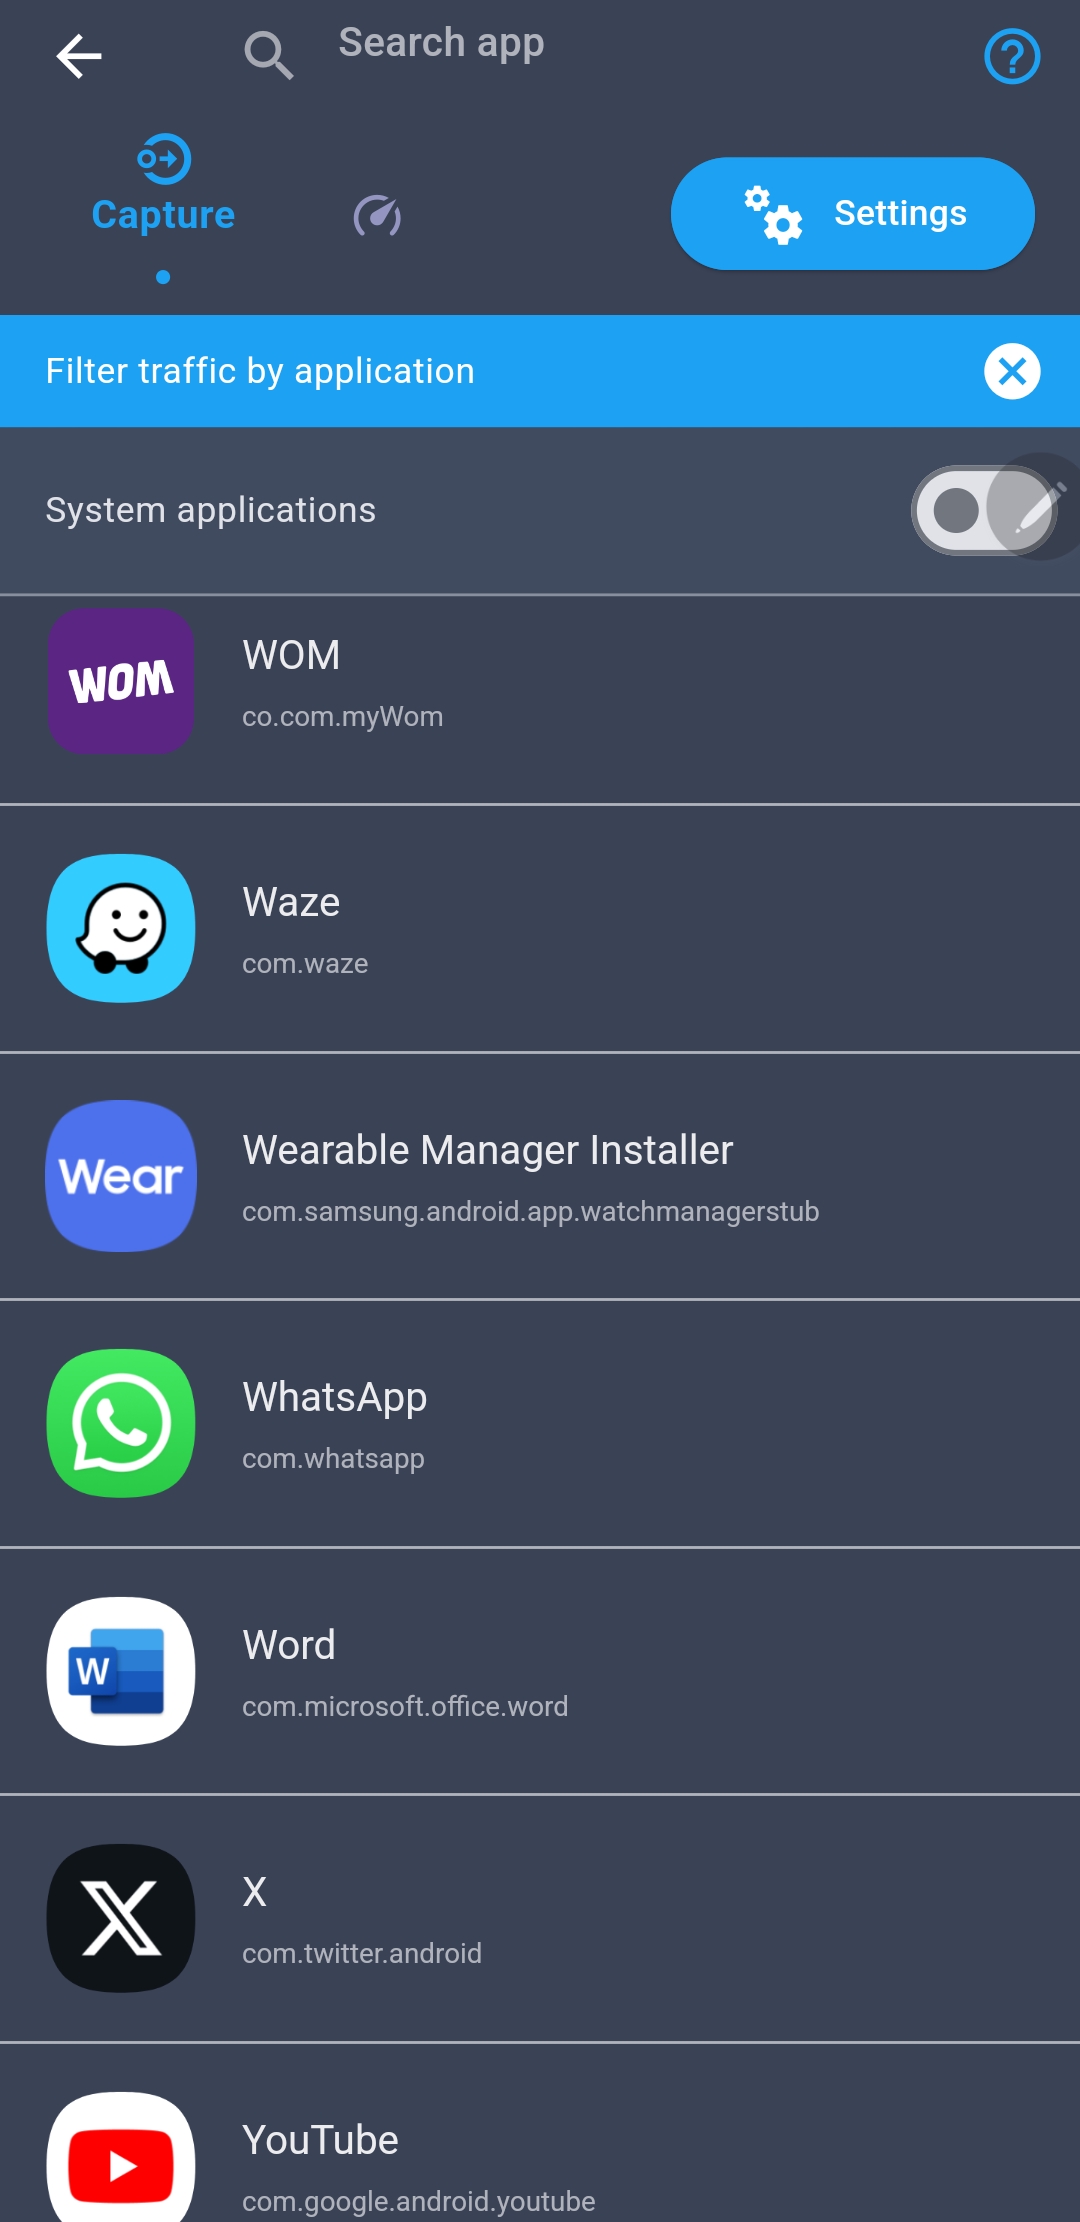 Search app
Capture
Settings
Filter traffic by application
System applications
WOM
WOM
co.com.myWom
Waze
com.waze
Wear
Wearable Manager Installer
com.samsung.android.app.watchmanagerstub
WhatsApp
com.whatsapp
W
Word
com.microsoft.office.word
X
X
com.twitter.android
YouTube
com.google.android.youtube